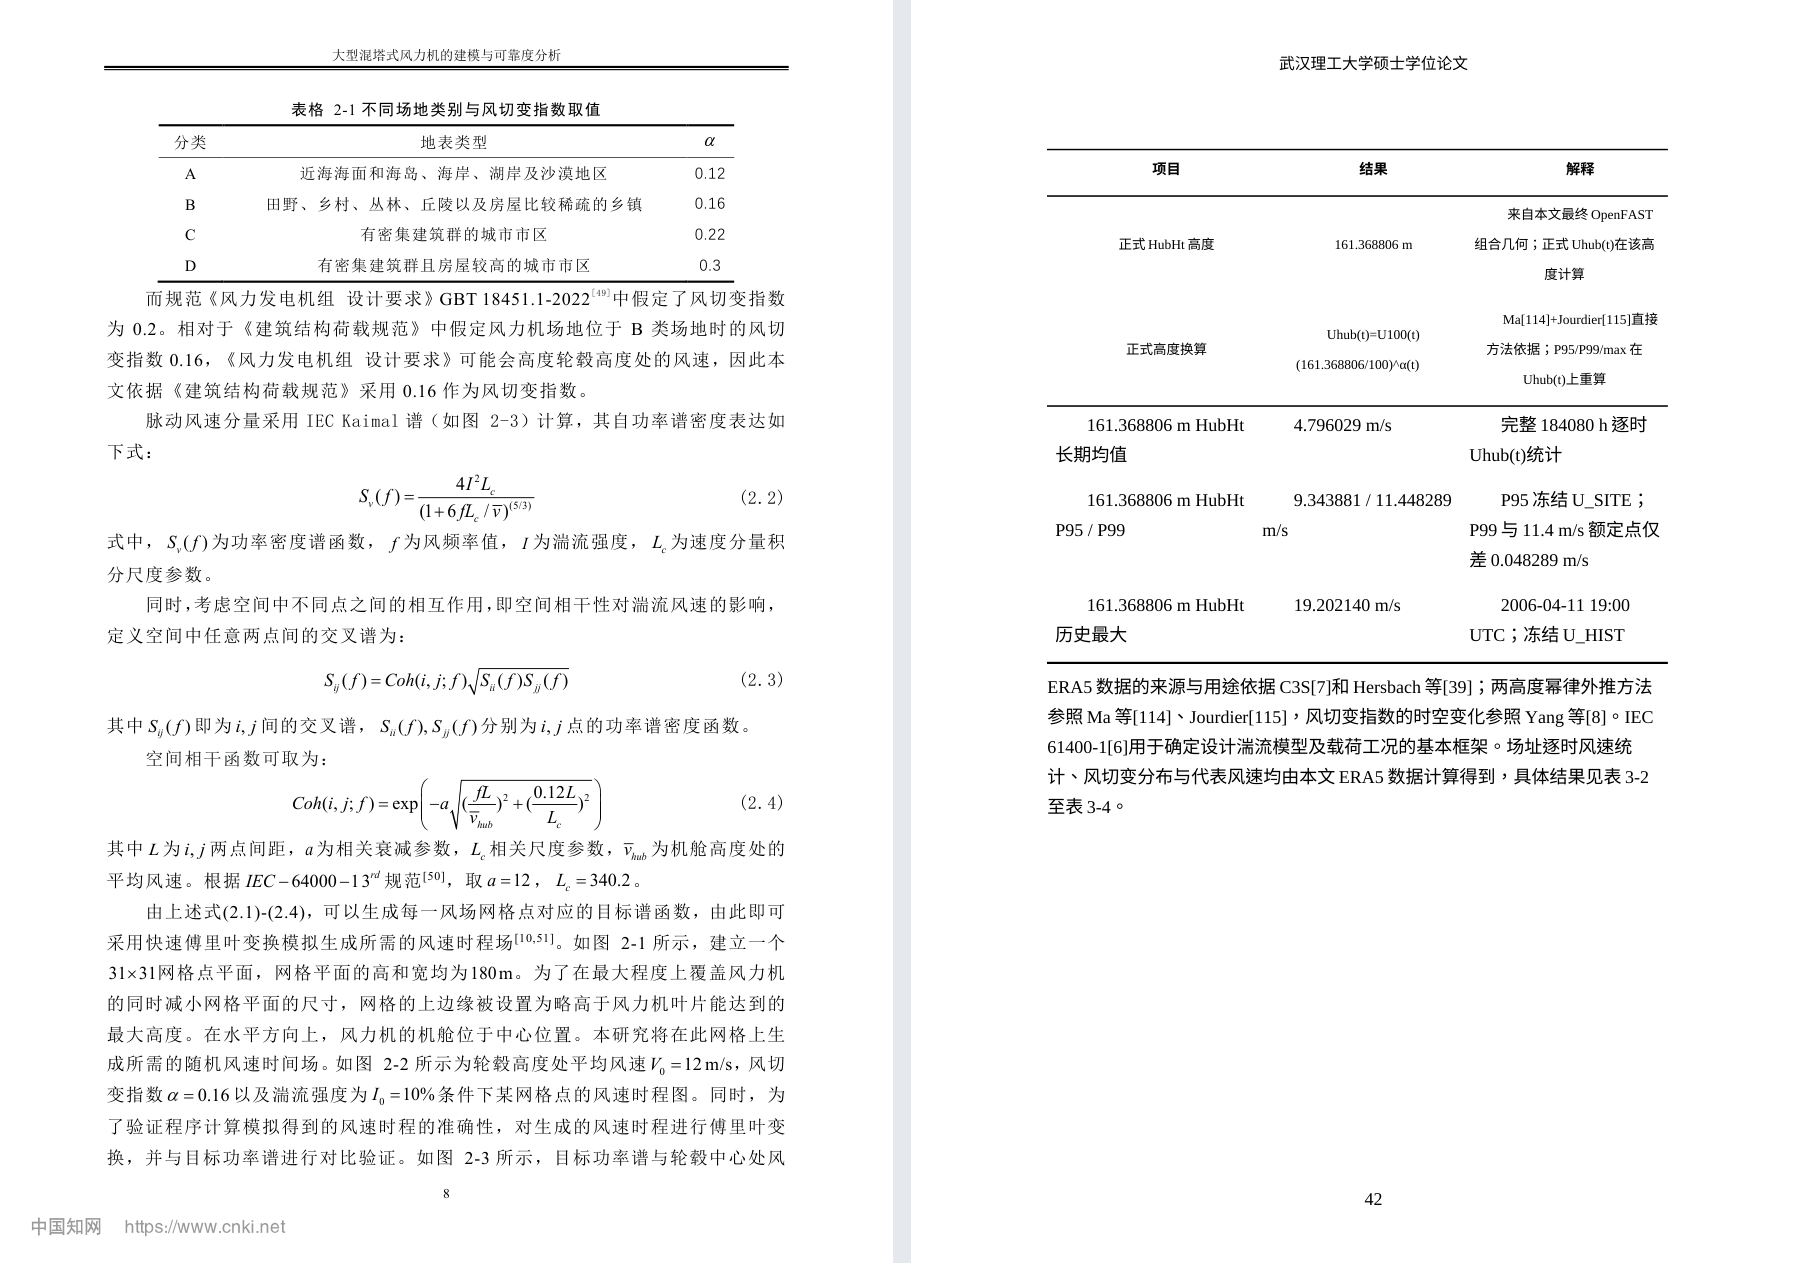 大型混塔式风力机的建模与可靠度分析
表格 2-1 不同场地类别与风切变指数取值
分类 地表类型 α
A 近海海面和海岛、海岸、湖岸及沙漠地区 0.12
B 田野、乡村、丛林、丘陵以及房屋比较稀疏的乡镇 0.16
C 有密集建筑群的城市市区 0.22
D 有密集建筑群且房屋较高的城市市区 0.3
而规范《风力发电机组 设计要求》GBT 18451.1-2022[49]中假定了风切变指数
为 0.2。相对于《建筑结构荷载规范》中假定风力机场地位于 B 类场地时的风切
变指数 0.16，《风力发电机组 设计要求》可能会高度轮毂高度处的风速，因此本
文依据《建筑结构荷载规范》采用 0.16 作为风切变指数。
脉动风速分量采用 IEC Kaimal 谱（如图 2-3）计算，其自功率谱密度表达如
下式：
S_v(f) = 4I²L_c / (1+6fL_c/v̄)^(5/3) (2.2)
式中，S_v(f)为功率密度谱函数，f 为风频率值，I 为湍流强度，L_c 为速度分量积
分尺度参数。
同时，考虑空间中不同点之间的相互作用，即空间相干性对湍流风速的影响，
定义空间中任意两点间的交叉谱为：
S_ij(f) = Coh(i, j; f)√(S_ii(f)S_jj(f)) (2.3)
其中 S_ij(f) 即为 i, j 间的交叉谱，S_ii(f), S_jj(f) 分别为 i, j 点的功率谱密度函数。
空间相干函数可取为：
Coh(i, j; f) = exp(−a√((fL/v̄_hub)² + (0.12L/L_c)²)) (2.4)
其中 L 为 i, j 两点间距，a 为相关衰减参数，L_c 相关尺度参数，v̄_hub 为机舱高度处的
平均风速。根据 IEC−64000−13^rd 规范[50]，取 a=12，L_c=340.2。
由上述式(2.1)-(2.4)，可以生成每一风场网格点对应的目标谱函数，由此即可
采用快速傅里叶变换模拟生成所需的风速时程场[10,51]。如图 2-1 所示，建立一个
31×31网格点平面，网格平面的高和宽均为180m。为了在最大程度上覆盖风力机
的同时减小网格平面的尺寸，网格的上边缘被设置为略高于风力机叶片能达到的
最大高度。在水平方向上，风力机的机舱位于中心位置。本研究将在此网格上生
成所需的随机风速时间场。如图 2-2 所示为轮毂高度处平均风速 V_0=12m/s，风切
变指数 α=0.16 以及湍流强度为 I_0=10%条件下某网格点的风速时程图。同时，为
了验证程序计算模拟得到的风速时程的准确性，对生成的风速时程进行傅里叶变
换，并与目标功率谱进行对比验证。如图 2-3 所示，目标功率谱与轮毂中心处风
8
中国知网 https://www.cnki.net
武汉理工大学硕士学位论文
项目 结果 解释
正式 HubHt 高度 161.368806 m 来自本文最终 OpenFAST
组合几何；正式 Uhub(t)在该高
度计算
正式高度换算 Uhub(t)=U100(t)
(161.368806/100)^α(t) Ma[114]+Jourdier[115]直接
方法依据；P95/P99/max 在
Uhub(t)上重算
161.368806 m HubHt 4.796029 m/s 完整 184080 h 逐时
长期均值 Uhub(t)统计
161.368806 m HubHt 9.343881 / 11.448289 P95 冻结 U_SITE；
P95 / P99 m/s P99 与 11.4 m/s 额定点仅
差 0.048289 m/s
161.368806 m HubHt 19.202140 m/s 2006-04-11 19:00
历史最大 UTC；冻结 U_HIST
ERA5 数据的来源与用途依据 C3S[7]和 Hersbach 等[39]；两高度幂律外推方法
参照 Ma 等[114]、Jourdier[115]，风切变指数的时空变化参照 Yang 等[8]。IEC
61400-1[6]用于确定设计湍流模型及载荷工况的基本框架。场址逐时风速统
计、风切变分布与代表风速均由本文 ERA5 数据计算得到，具体结果见表 3-2
至表 3-4。
42